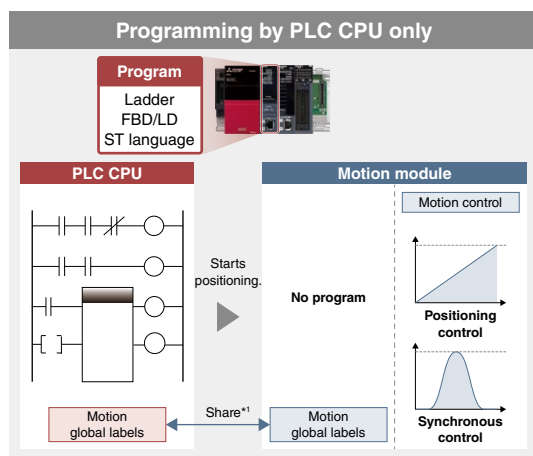 Programming by PLC CPU only
Program
Ladder
FBD/LD
ST language
PLC CPU
Motion module
Motion control
Starts
positioning.
No program
Positioning
control
Synchronous
control
Motion
global labels
Share*1
Motion
global labels